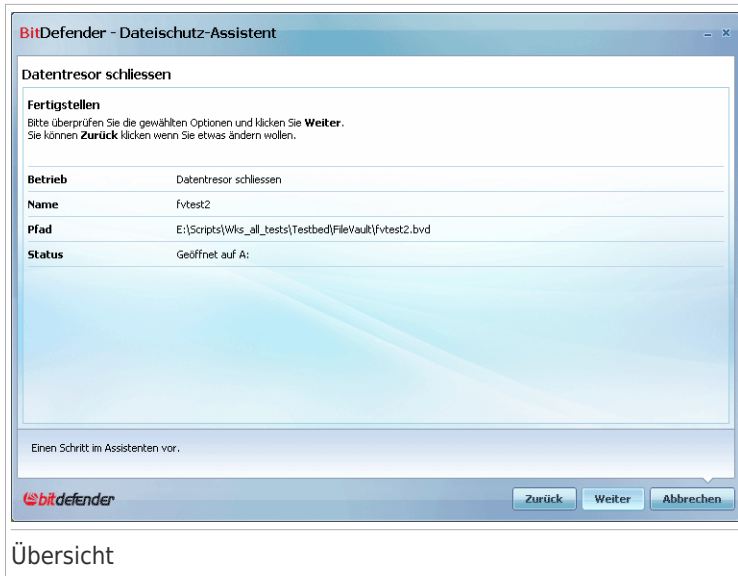 BitDefender - Dateischutz-Assistent
Datentresor schliessen
Fertigstellen
Bitte überprüfen Sie die gewählten Optionen und klicken Sie Weiter.
Sie können Zurück klicken wenn Sie etwas ändern wollen.
Betrieb Datentresor schliessen
Name fvtest2
Pfad E:\Scripts\Wks_all_tests\Testbed\FileVault\fvtest2.bvd
Status Geöffnet auf A:
Einen Schritt im Assistenten vor.
bitdefender Zurück Weiter Abbrechen
Übersicht